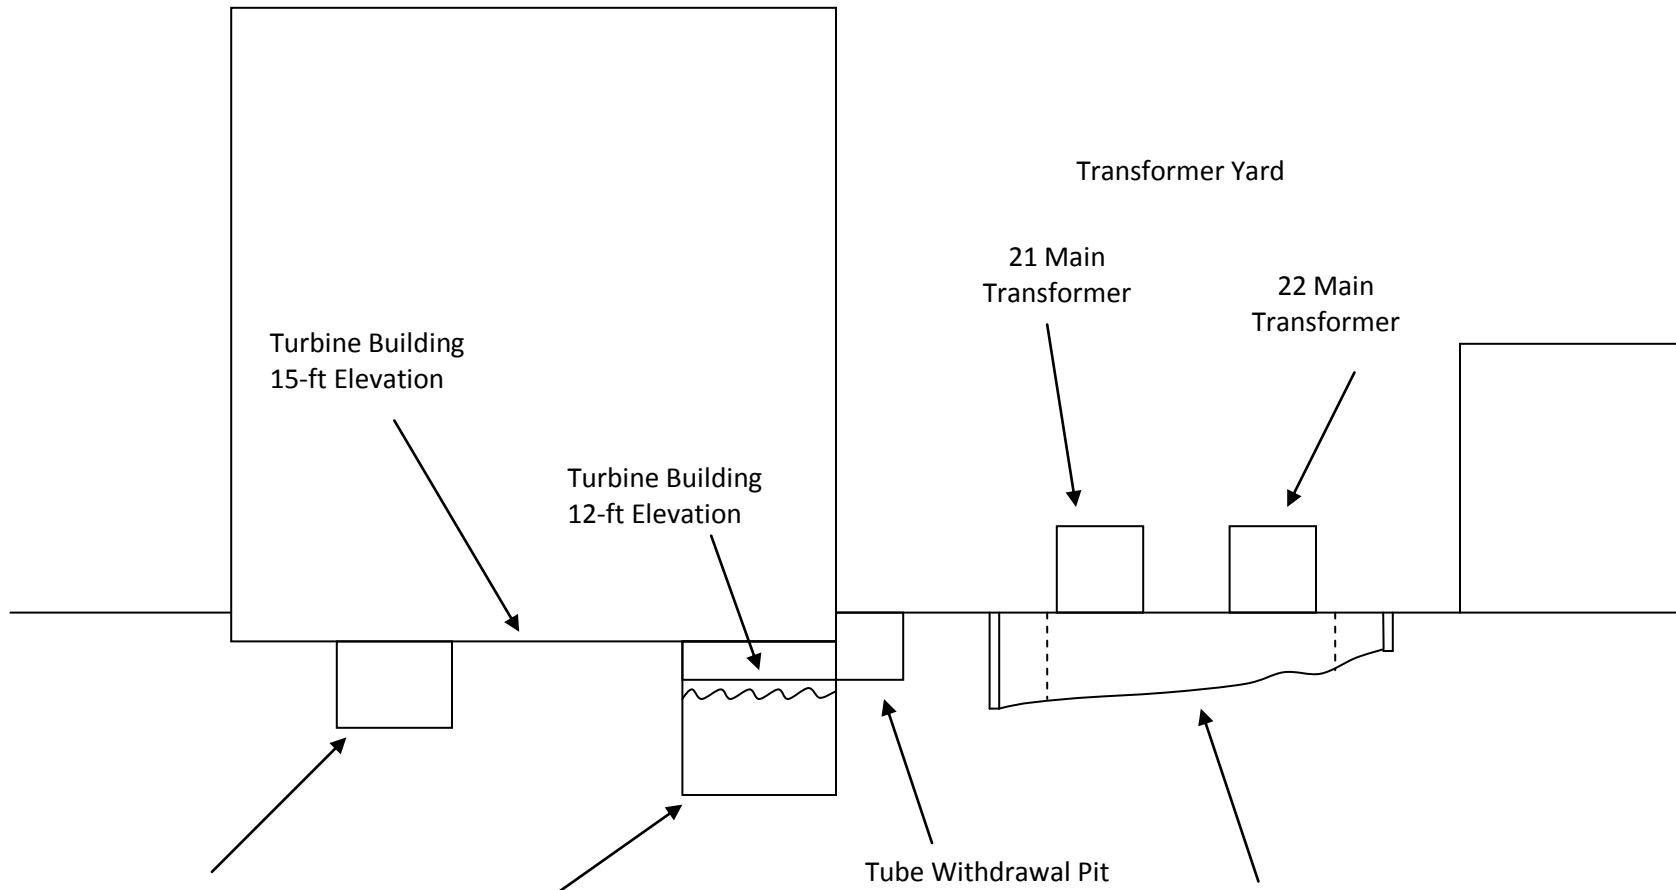 Transformer Yard
21 Main
Transformer
22 Main
Transformer
Turbine Building
15-ft Elevation
Turbine Building
12-ft Elevation
Tube Withdrawal Pit